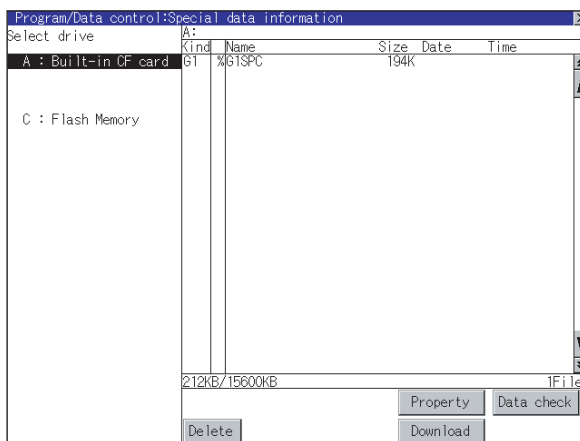 Program/Data control:Special data information
Select drive
A:
Kind Name Size Date Time
A : Built-in CF card
G1 %G1SPC 194K
C : Flash Memory
212KB/15600KB 1File
Property Data check
Delete Download